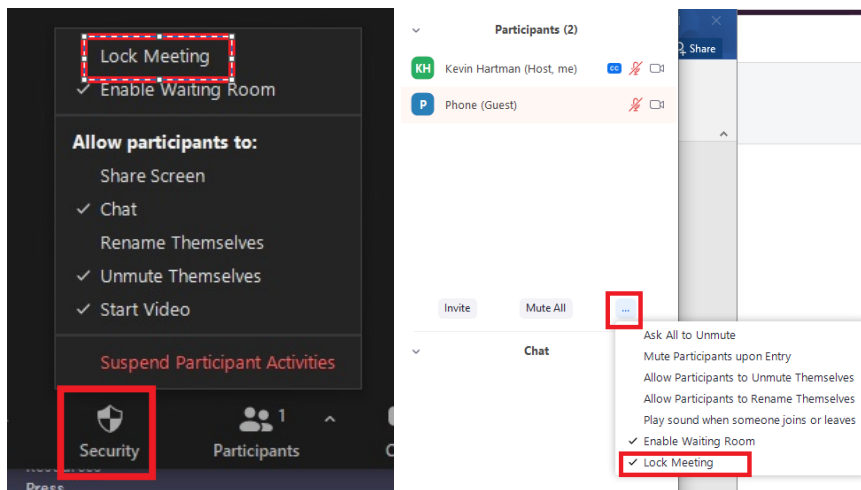 Lock Meeting
Enable Waiting Room
Allow participants to:
Share Screen
Chat
Rename Themselves
Unmute Themselves
Start Video
Suspend Participant Activities
Security
Participants
1
Press
Participants (2)
KH Kevin Hartman (Host, me)
CC
P Phone (Guest)
Share
Invite
Mute All
...
Chat
Ask All to Unmute
Mute Participants upon Entry
Allow Participants to Unmute Themselves
Allow Participants to Rename Themselves
Play sound when someone joins or leaves
Enable Waiting Room
Lock Meeting